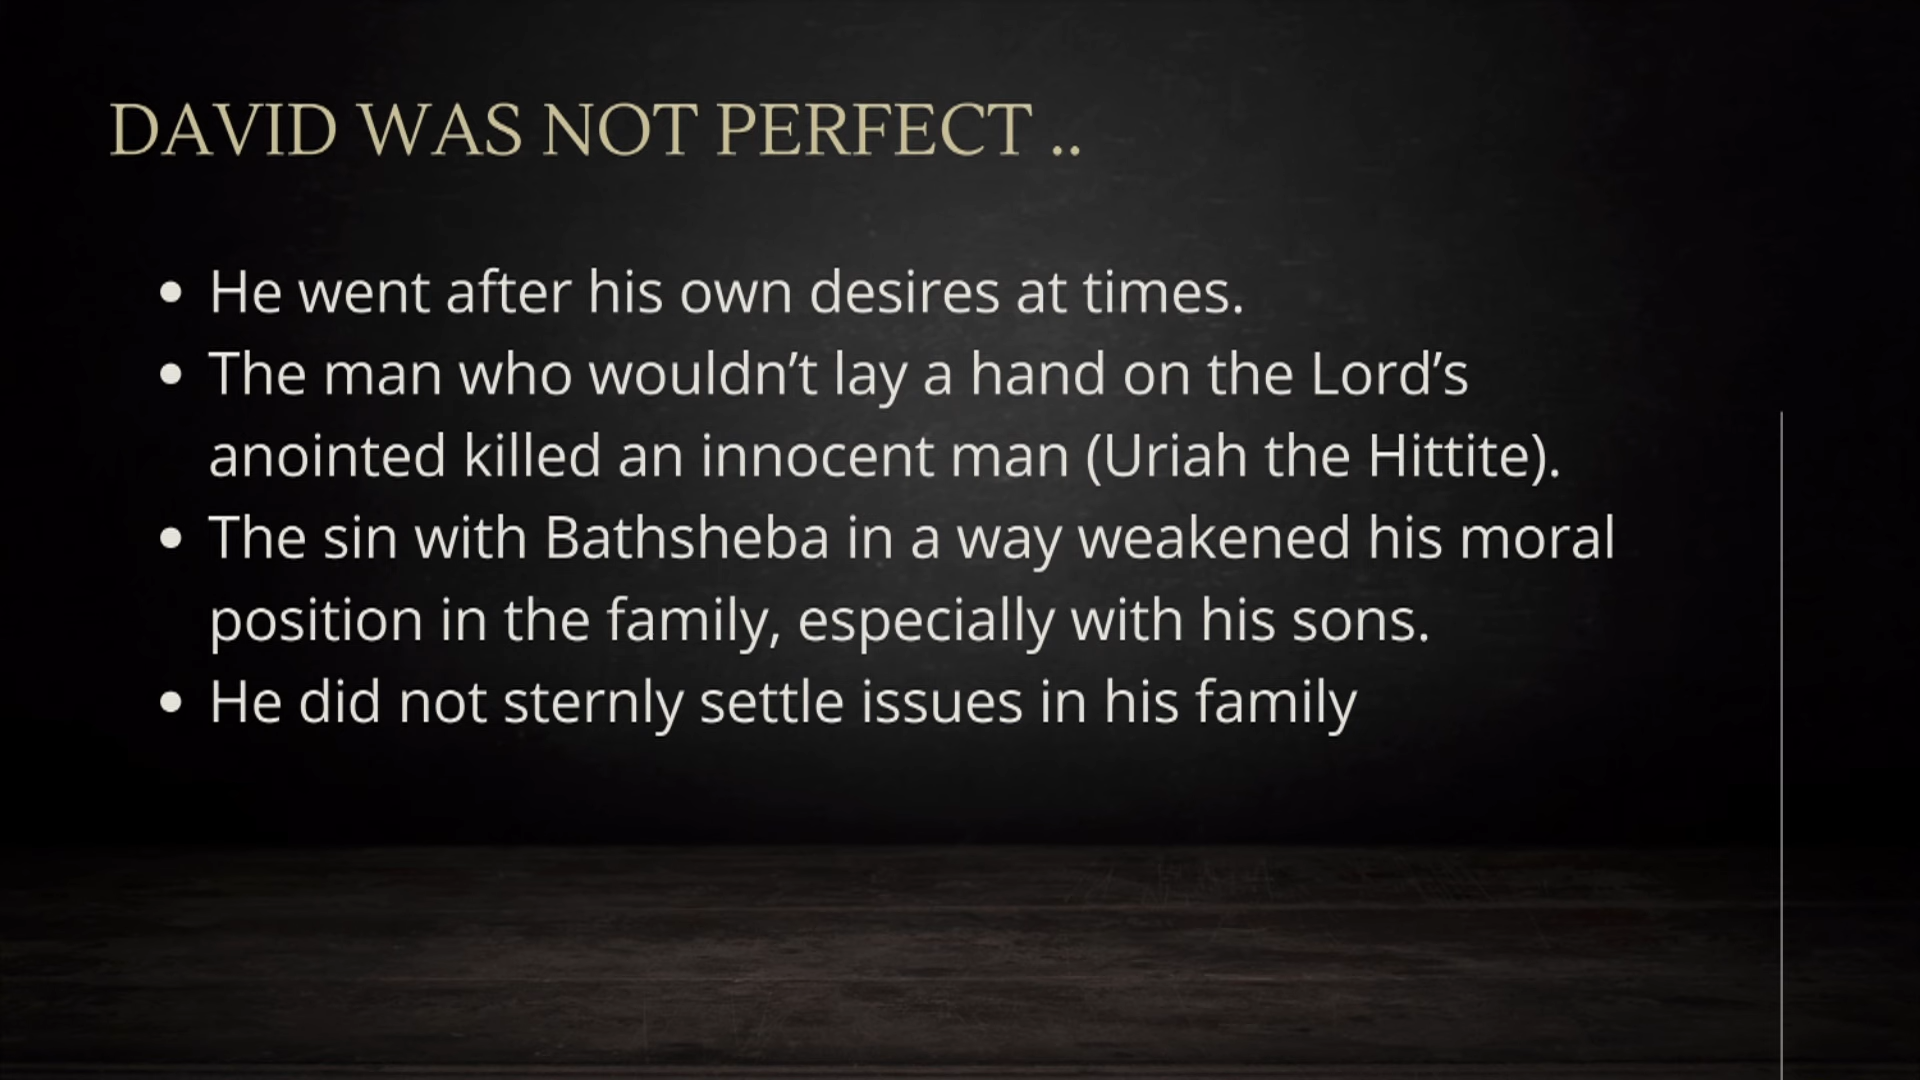 DAVID WAS NOT PERFECT ..
• He went after his own desires at times.
• The man who wouldn’t lay a hand on the Lord’s
anointed killed an innocent man (Uriah the Hittite).
• The sin with Bathsheba in a way weakened his moral
position in the family, especially with his sons.
• He did not sternly settle issues in his family